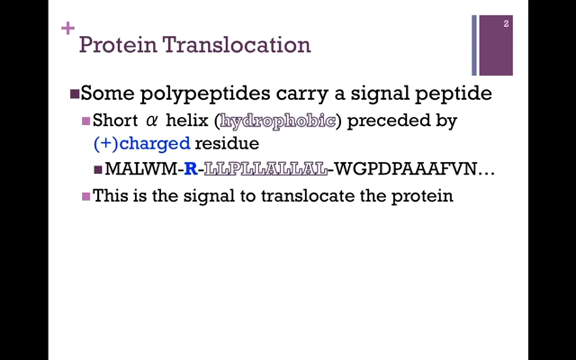 2
+
Protein Translocation
■Some polypeptides carry a signal peptide
■Short α helix (hydrophobic) preceded by
(+)charged residue
■MALWM-R-LLPLLALLAL-WGPDPAAAFVN…
■This is the signal to translocate the protein